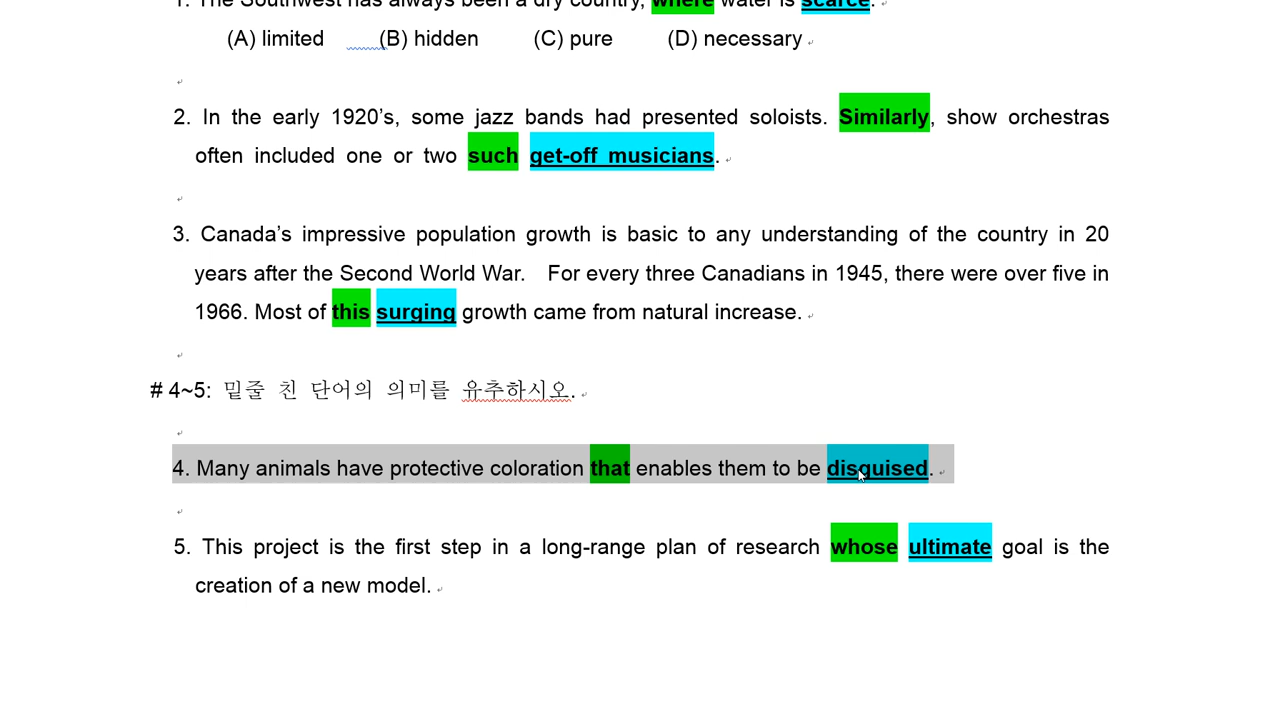 1. The Southwest has always been a dry country, where water is scarce.
(A) limited (B) hidden (C) pure (D) necessary
2. In the early 1920’s, some jazz bands had presented soloists. Similarly, show orchestras
often included one or two such get-off musicians.
3. Canada’s impressive population growth is basic to any understanding of the country in 20
years after the Second World War. For every three Canadians in 1945, there were over five in
1966. Most of this surging growth came from natural increase.
# 4~5: 밑줄 친 단어의 의미를 유추하시오.
4. Many animals have protective coloration that enables them to be disguised.
5. This project is the first step in a long-range plan of research whose ultimate goal is the
creation of a new model.